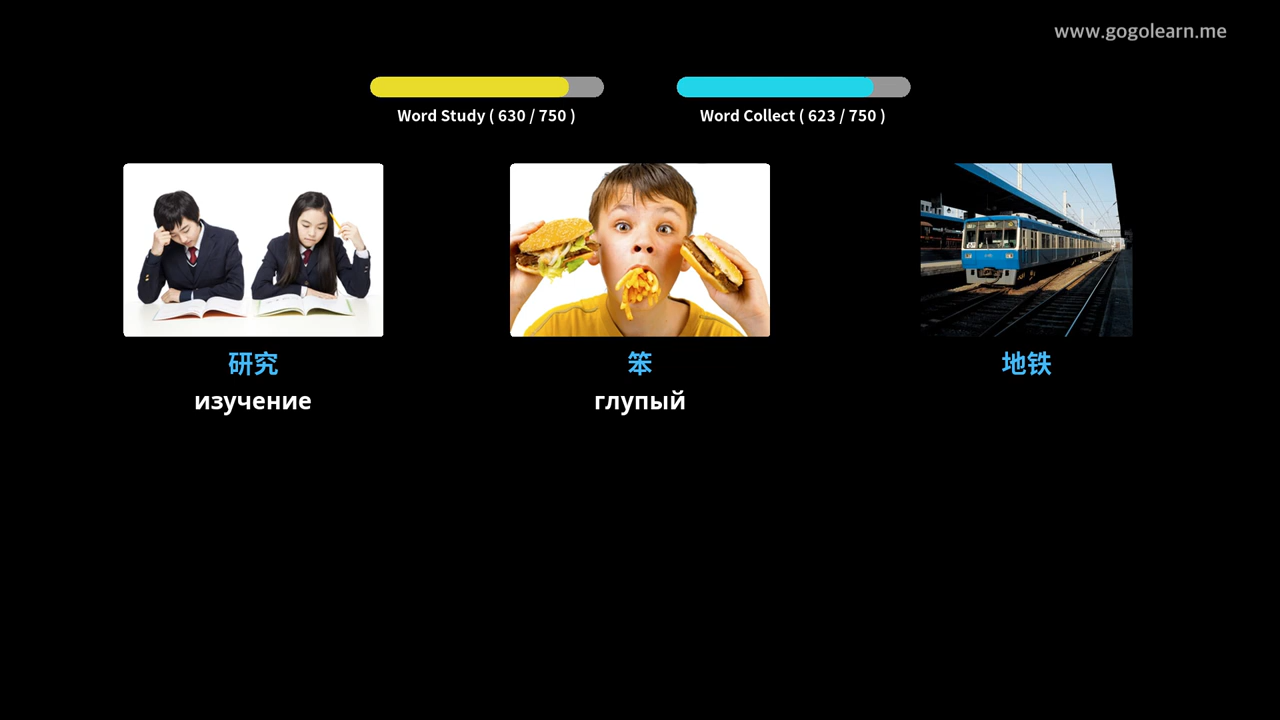 www.gogolearn.me
Word Study ( 630 / 750 )
Word Collect ( 623 / 750 )
研究
笨
地铁
изучение
глупый